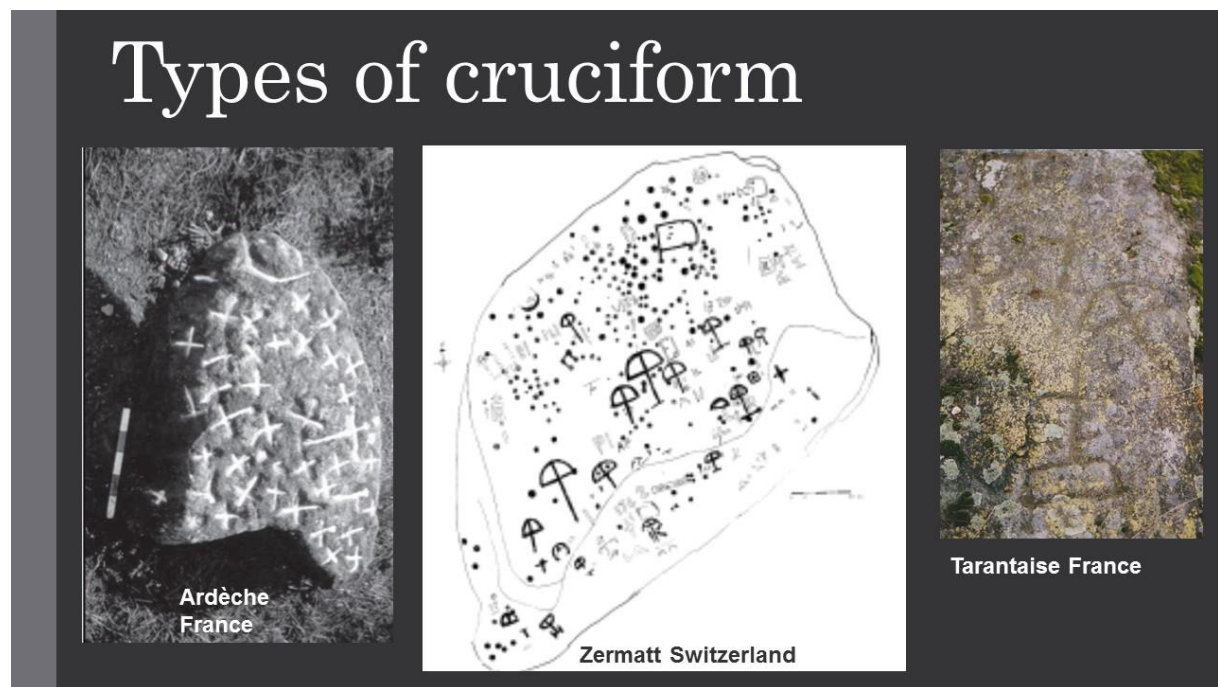 Types of cruciform
Ardèche
France
Zermatt Switzerland
Tarantaise France